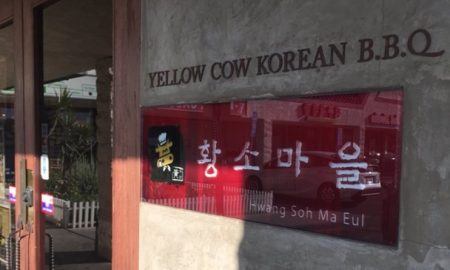 YELLOW COW KOREAN B.B.Q
황소마을
Hwang Soh Ma Eul